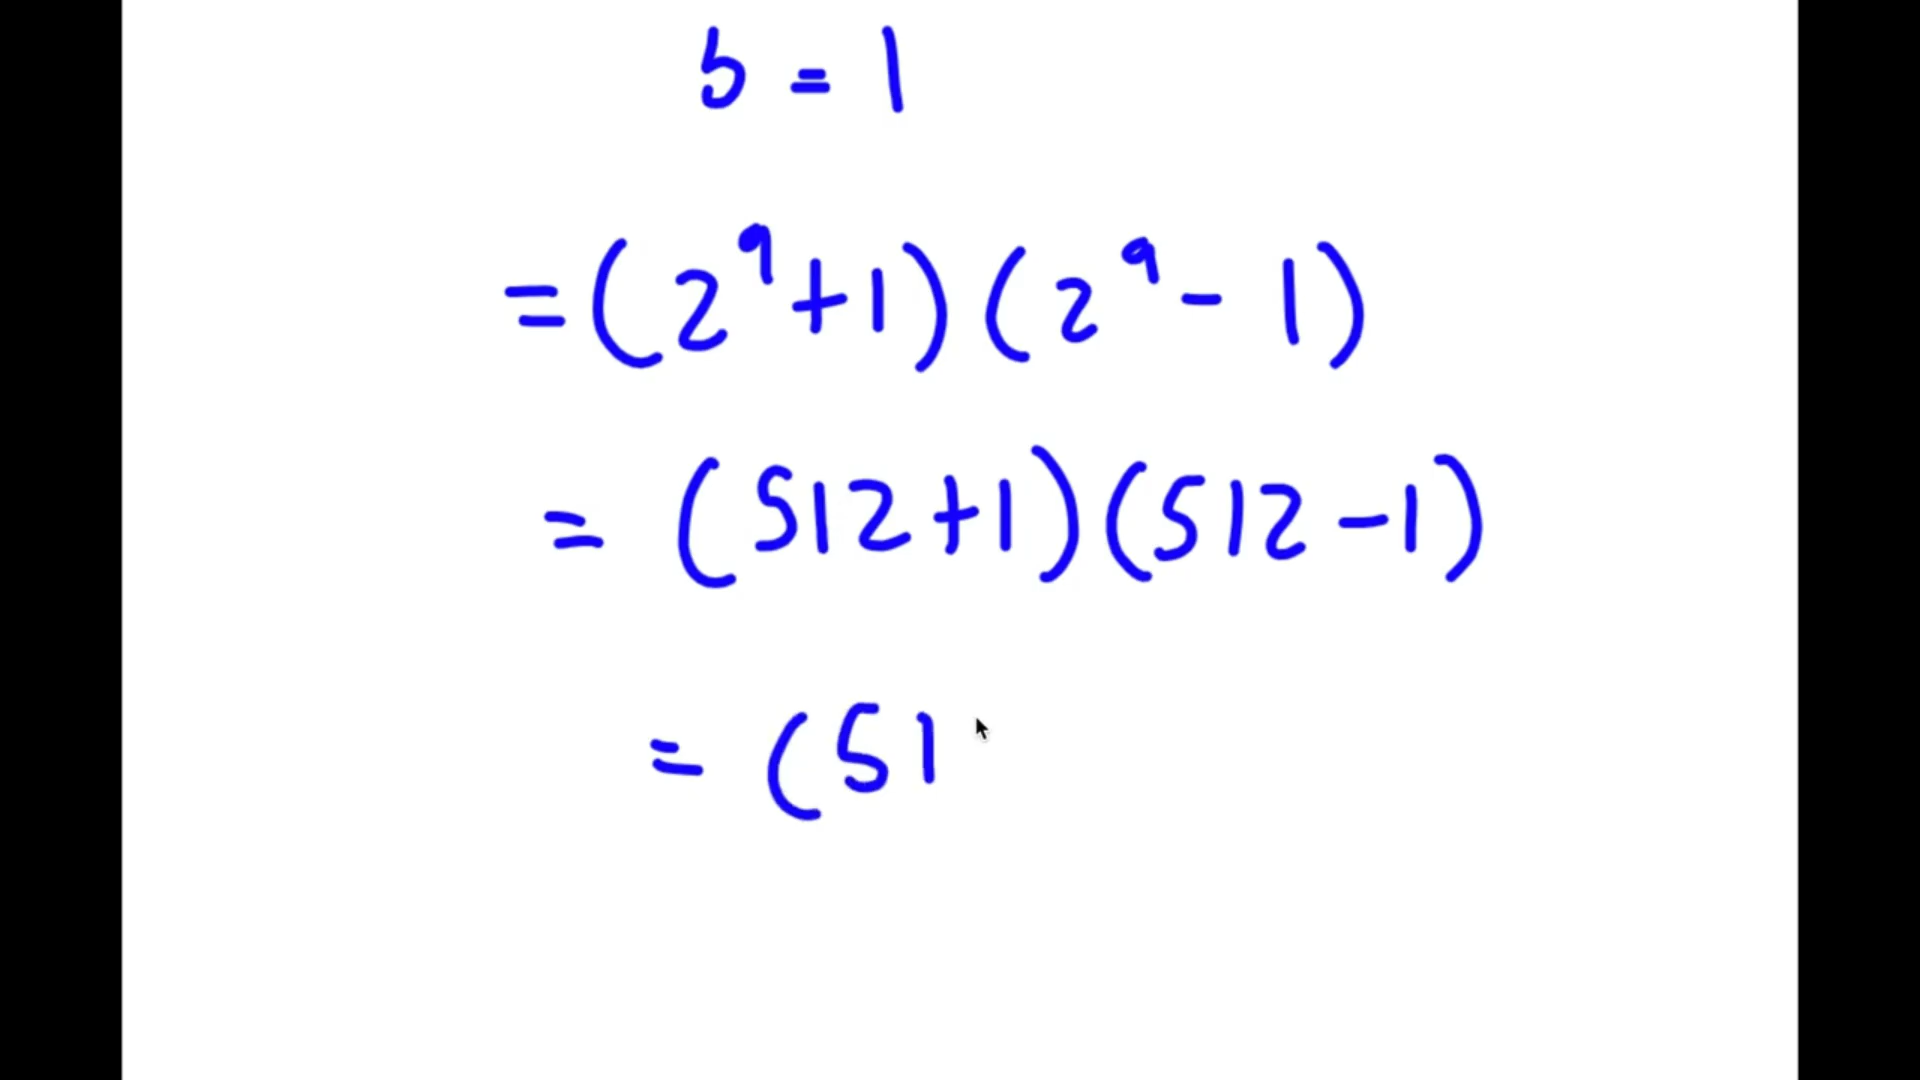 b = 1
= (2⁹+1)(2⁹-1)
= (512+1)(512-1)
= (51